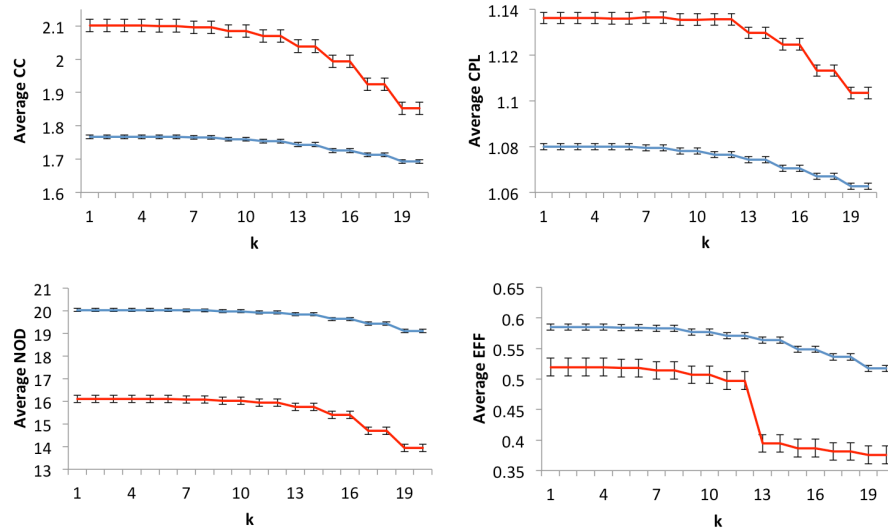 Average CC
2.1
2
1.9
1.8
1.7
1.6
1 4 7 10 13 16 19
k
Average CPL
1.14
1.12
1.10
1.08
1.06
1 4 7 10 13 16 19
k
Average NOD
21
20
19
18
17
16
15
14
13
1 4 7 10 13 16 19
k
Average EFF
0.65
0.6
0.55
0.5
0.45
0.4
0.35
1 4 7 10 13 16 19
k